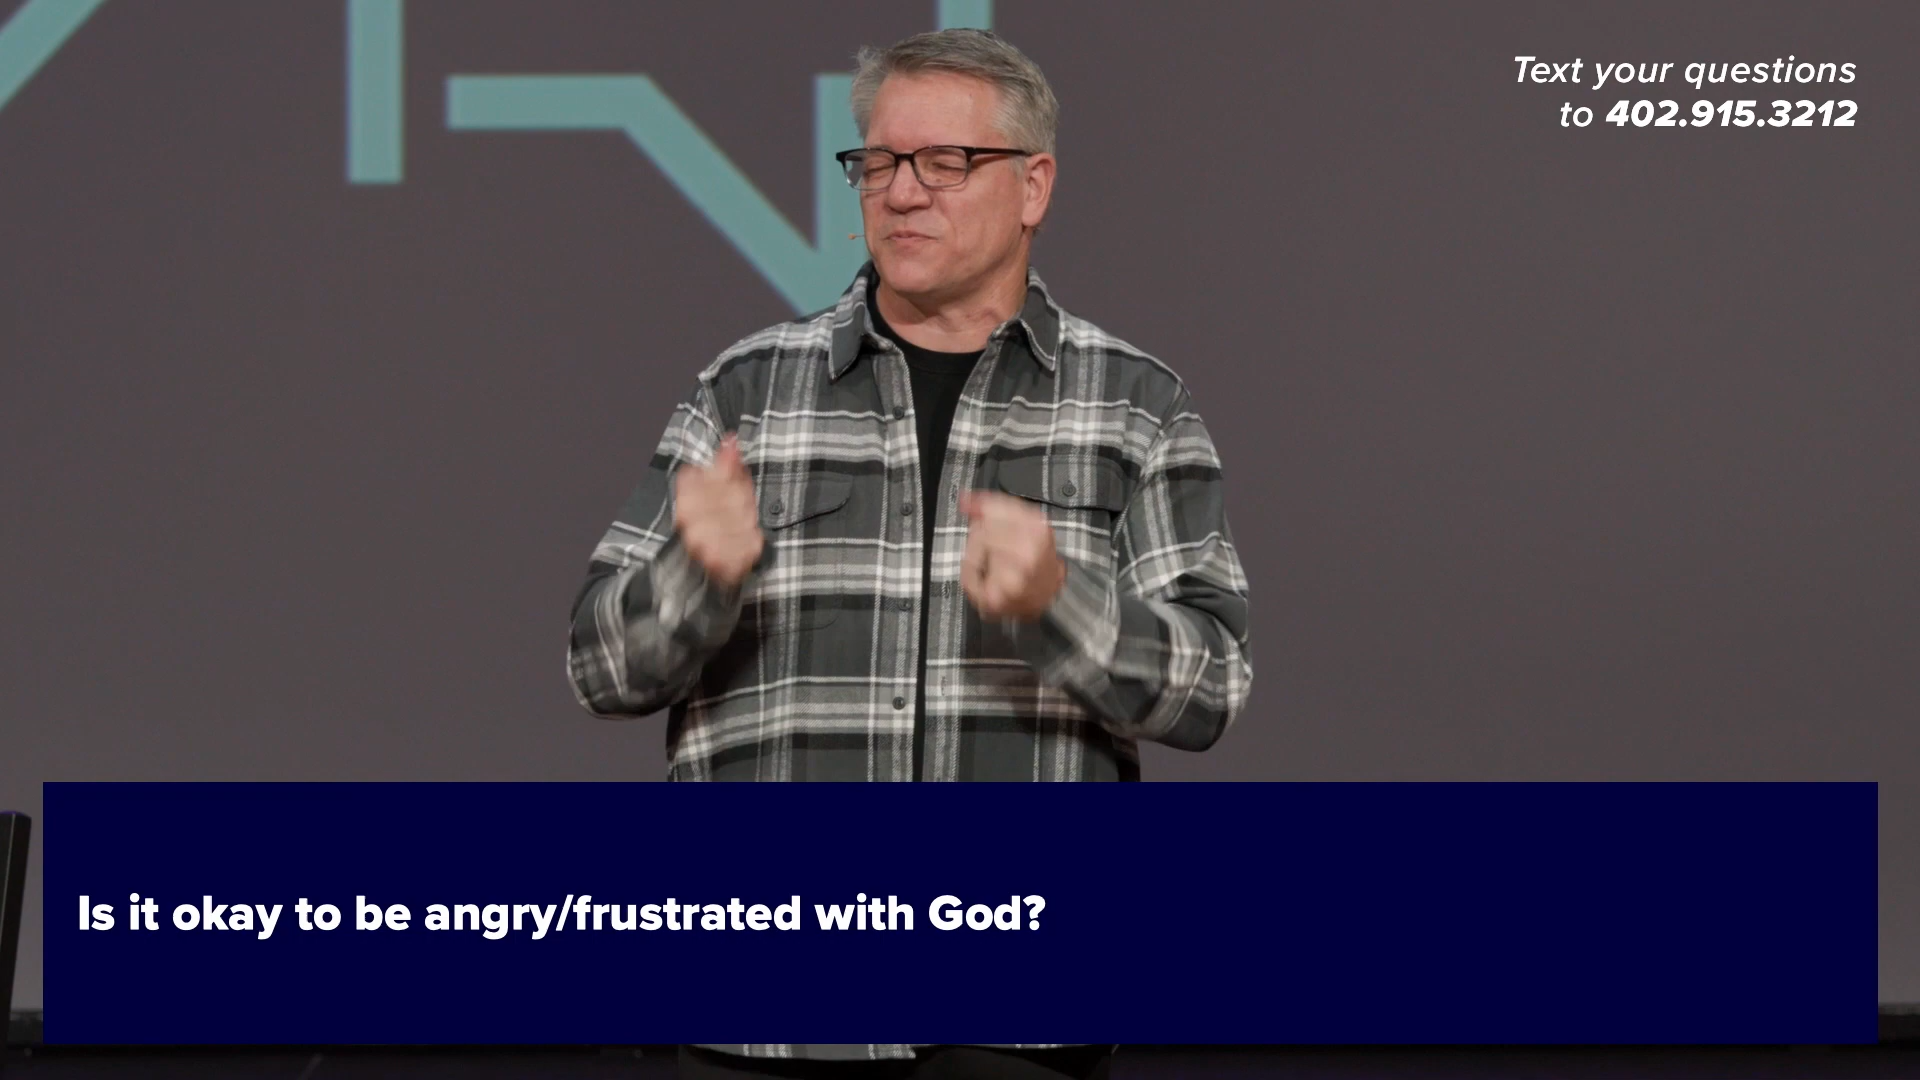 Text your questions
to 402.915.3212
Is it okay to be angry/frustrated with God?